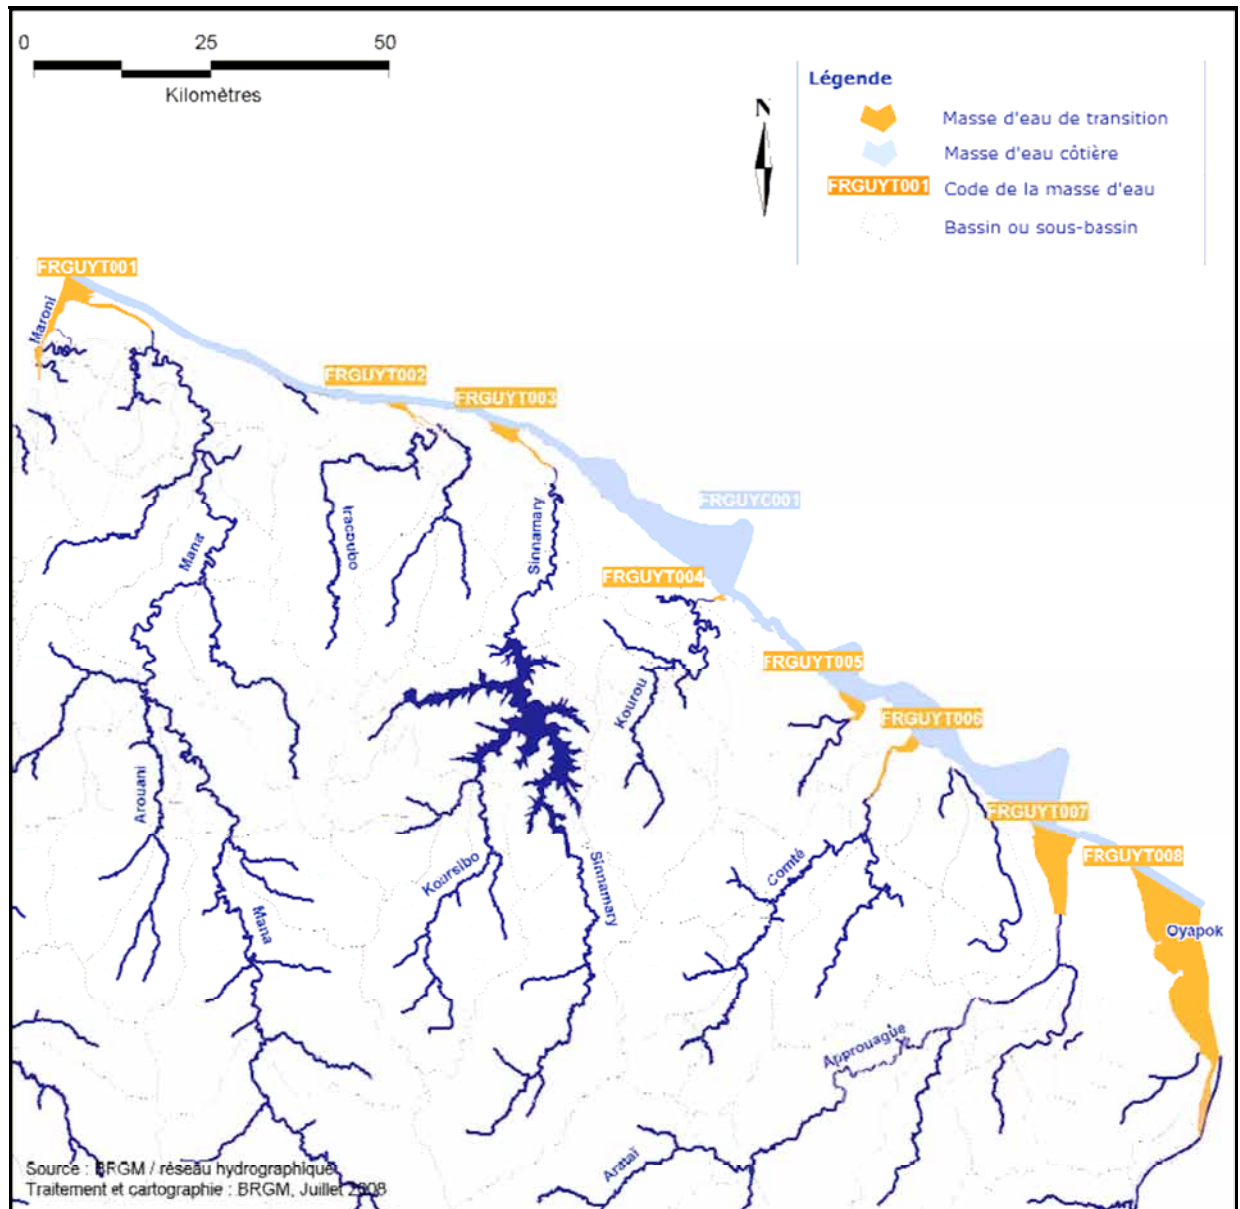 0 25 50
Kilomètres
N
Légende
Masse d'eau de transition
Masse d'eau côtière
FRGUYT001 Code de la masse d'eau
Bassin ou sous-bassin
FRGUYT001
Maroni
FRGUYT002
FRGUYT003
FRGUYC001
Iracoubo
Sinnamary
Mana
FRGUYT004
FRGUYT005
Kourou
FRGUYT006
Arouani
FRGUYT007
FRGUYT008
Koursibo
Sinnamary
Comté
Mana
Oyapok
Approuague
Arataï
Source : BRGM / réseau hydrographique
Traitement et cartographie : BRGM, Juillet 2008